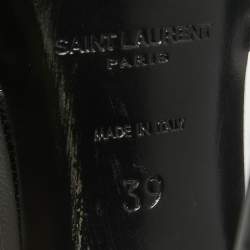 SAINT LAURENT
PARIS
MADE IN ITALY
39